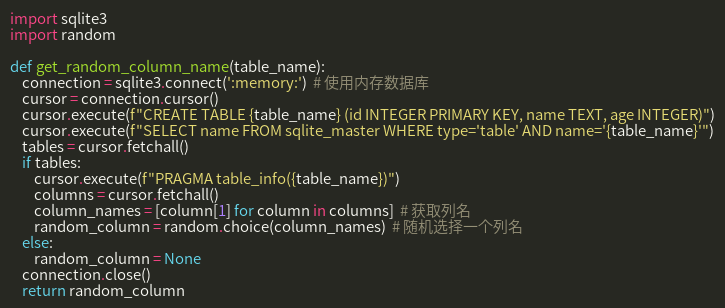 import sqlite3
import random

def get_random_column_name(table_name):
    connection = sqlite3.connect(':memory:')  # 使用内存数据库
    cursor = connection.cursor()
    cursor.execute(f"CREATE TABLE {table_name} (id INTEGER PRIMARY KEY, name TEXT, age INTEGER)")
    cursor.execute(f"SELECT name FROM sqlite_master WHERE type='table' AND name='{table_name}'")
    tables = cursor.fetchall()
    if tables:
        cursor.execute(f"PRAGMA table_info({table_name})")
        columns = cursor.fetchall()
        column_names = [column[1] for column in columns]  # 获取列名
        random_column = random.choice(column_names)  # 随机选择一个列名
    else:
        random_column = None
    connection.close()
    return random_column